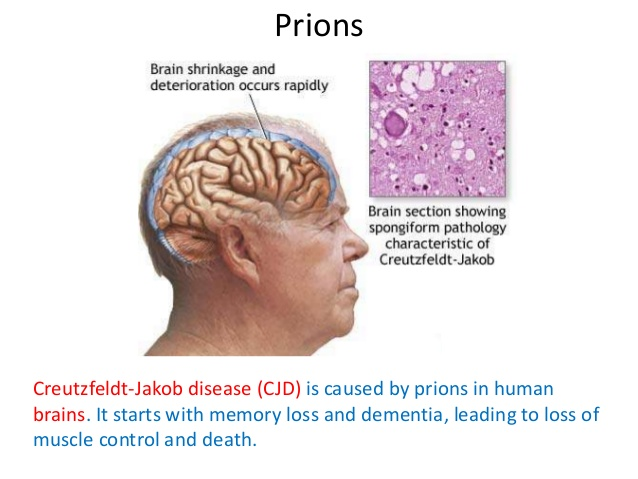 Prions
Brain shrinkage and
deterioration occurs rapidly
Brain section showing
spongiform pathology
characteristic of
Creutzfeldt-Jakob
Creutzfeldt-Jakob disease (CJD) is caused by prions in human
brains. It starts with memory loss and dementia, leading to loss of
muscle control and death.